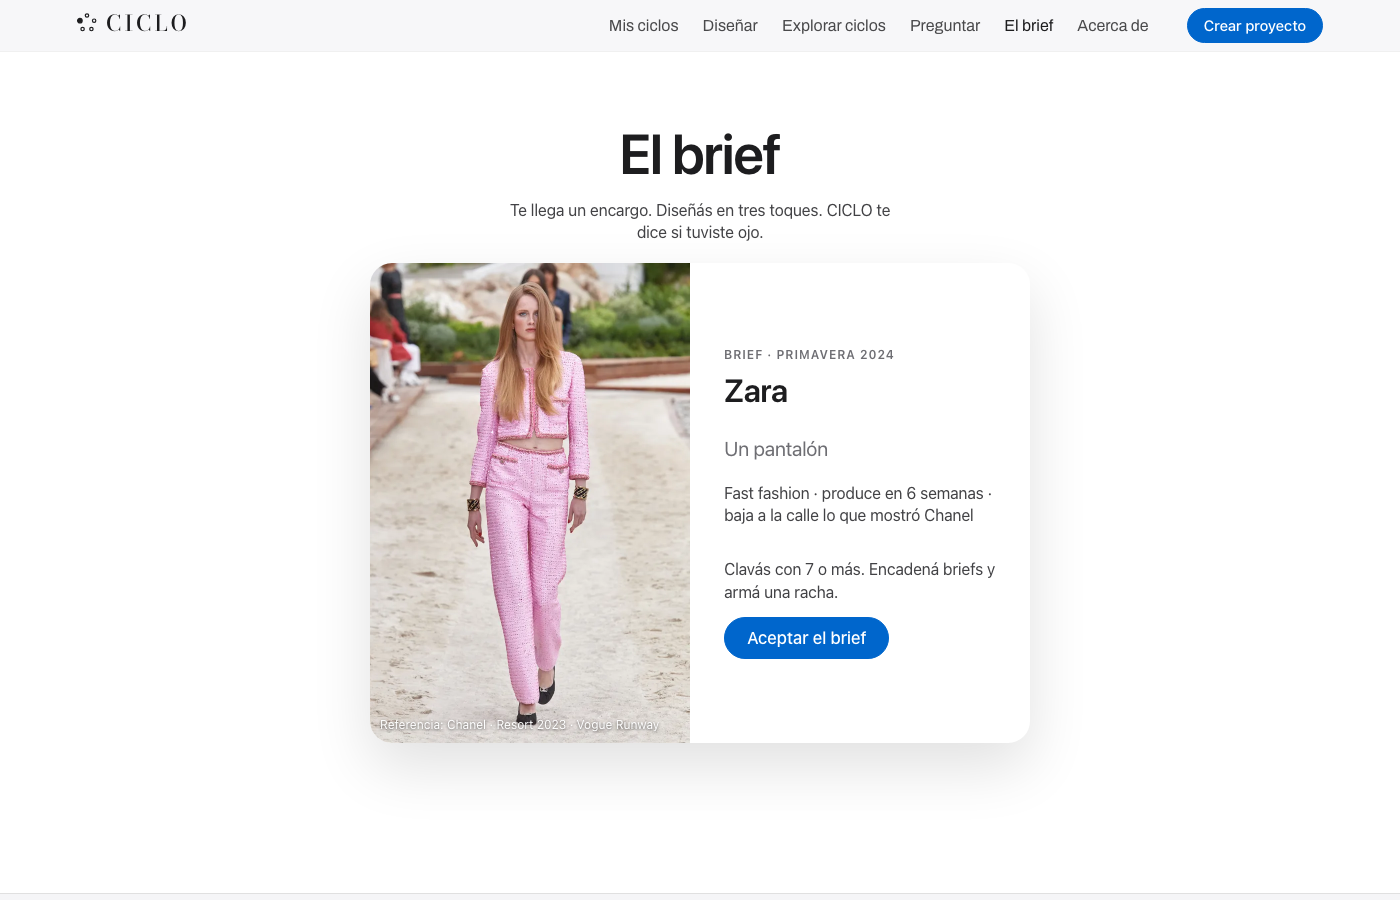 CICLO
Mis ciclos
Diseñar
Explorar ciclos
Preguntar
El brief
Acerca de
Crear proyecto
El brief
Te llega un encargo. Diseñás en tres toques. CICLO te
dice si tuviste ojo.
BRIEF · PRIMAVERA 2024
Zara
Un pantalón
Fast fashion · produce en 6 semanas ·
baja a la calle lo que mostró Chanel
Clavás con 7 o más. Encadená briefs y
armá una racha.
Aceptar el brief
Referencia: Chanel · Resort 2023 · Vogue Runway